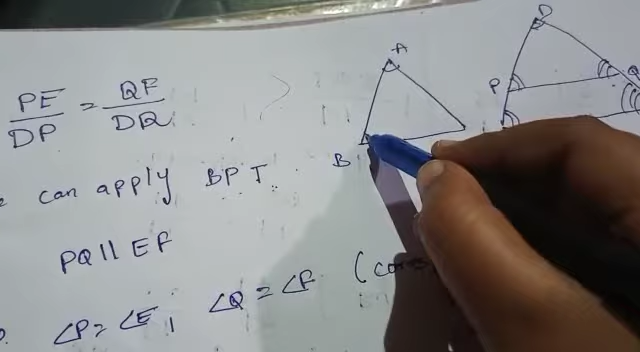 PE/DP = QF/DQ
can apply BPT
PQ || EF
∠P = ∠E, ∠Q = ∠F
A
B
D
P
Q